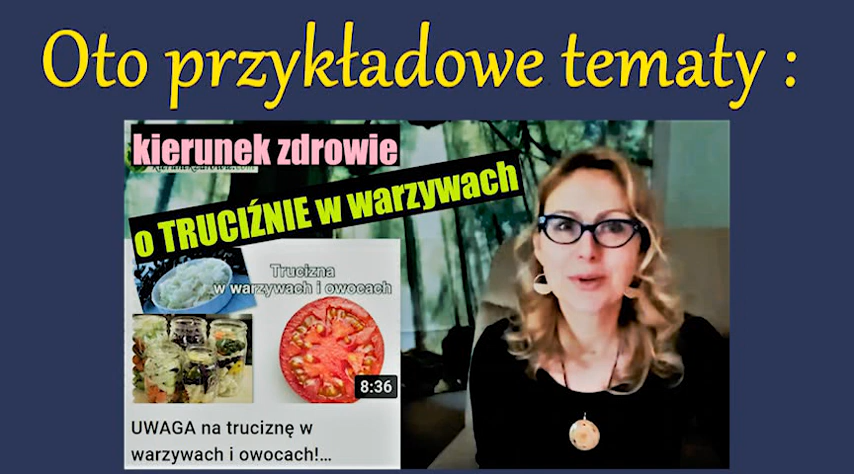 Oto przykładowe tematy :
kierunek zdrowie
o TRUCIŹNIE w warzywach
Trucizna
w warzywach i owocach
8:36
UWAGA na truciznę w
warzywach i owocach!...